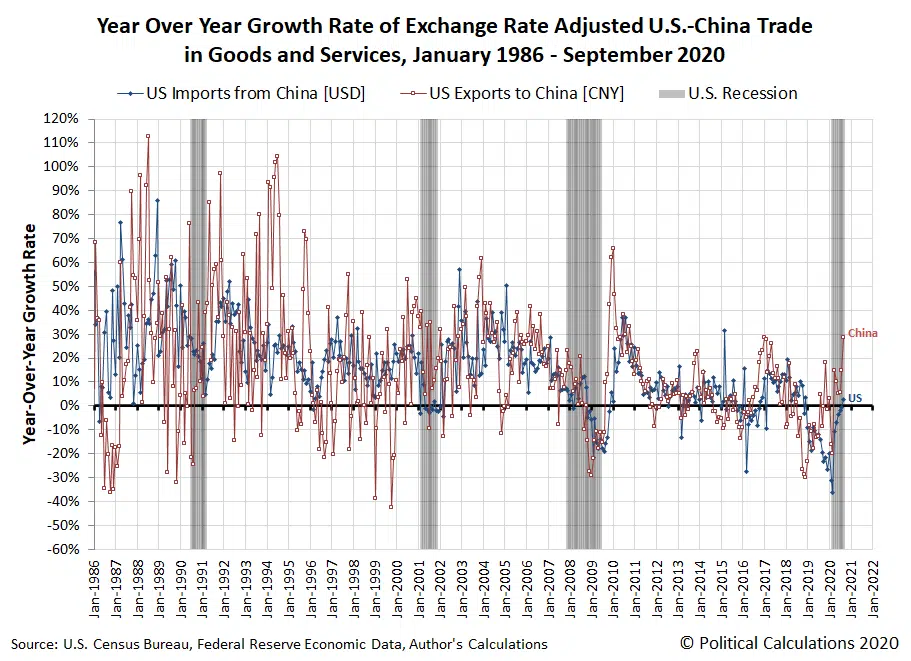 Year Over Year Growth Rate of Exchange Rate Adjusted U.S.-China Trade
in Goods and Services, January 1986 - September 2020
US Imports from China [USD]
US Exports to China [CNY]
U.S. Recession
Year-Over-Year Growth Rate
120%
110%
100%
90%
80%
70%
60%
50%
40%
30%
20%
10%
0%
-10%
-20%
-30%
-40%
-50%
-60%
China
US
Jan-1986
Jan-1987
Jan-1988
Jan-1989
Jan-1990
Jan-1991
Jan-1992
Jan-1993
Jan-1994
Jan-1995
Jan-1996
Jan-1997
Jan-1998
Jan-1999
Jan-2000
Jan-2001
Jan-2002
Jan-2003
Jan-2004
Jan-2005
Jan-2006
Jan-2007
Jan-2008
Jan-2009
Jan-2010
Jan-2011
Jan-2012
Jan-2013
Jan-2014
Jan-2015
Jan-2016
Jan-2017
Jan-2018
Jan-2019
Jan-2020
Jan-2021
Jan-2022
Source: U.S. Census Bureau, Federal Reserve Economic Data, Author's Calculations
© Political Calculations 2020